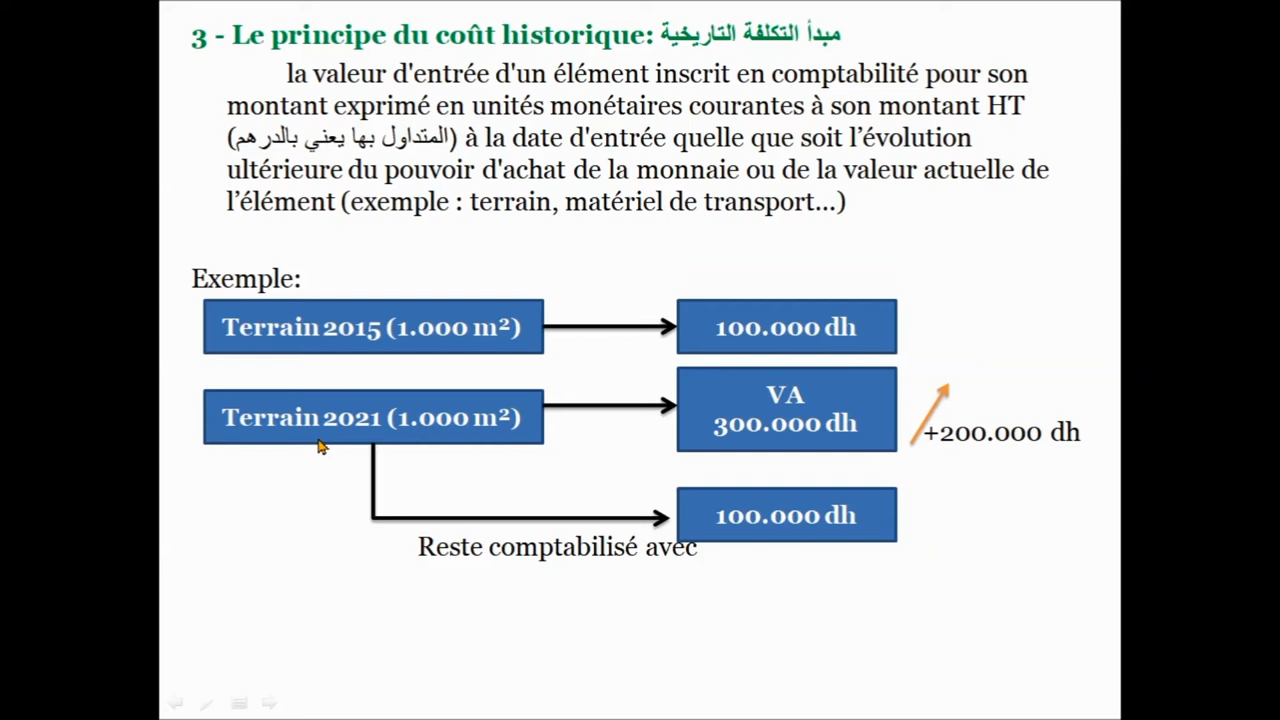 3 - Le principe du coût historique: مبدأ التكلفة التاريخية
la valeur d'entrée d'un élément inscrit en comptabilité pour son
montant exprimé en unités monétaires courantes à son montant HT
(المتداول بها يعني بالدرهم) à la date d'entrée quelle que soit l’évolution
ultérieure du pouvoir d'achat de la monnaie ou de la valeur actuelle de
l’élément (exemple : terrain, matériel de transport...)
Exemple:
Terrain 2015 (1.000 m²)
100.000 dh
Terrain 2021 (1.000 m²)
VA
300.000 dh
+200.000 dh
100.000 dh
Reste comptabilisé avec